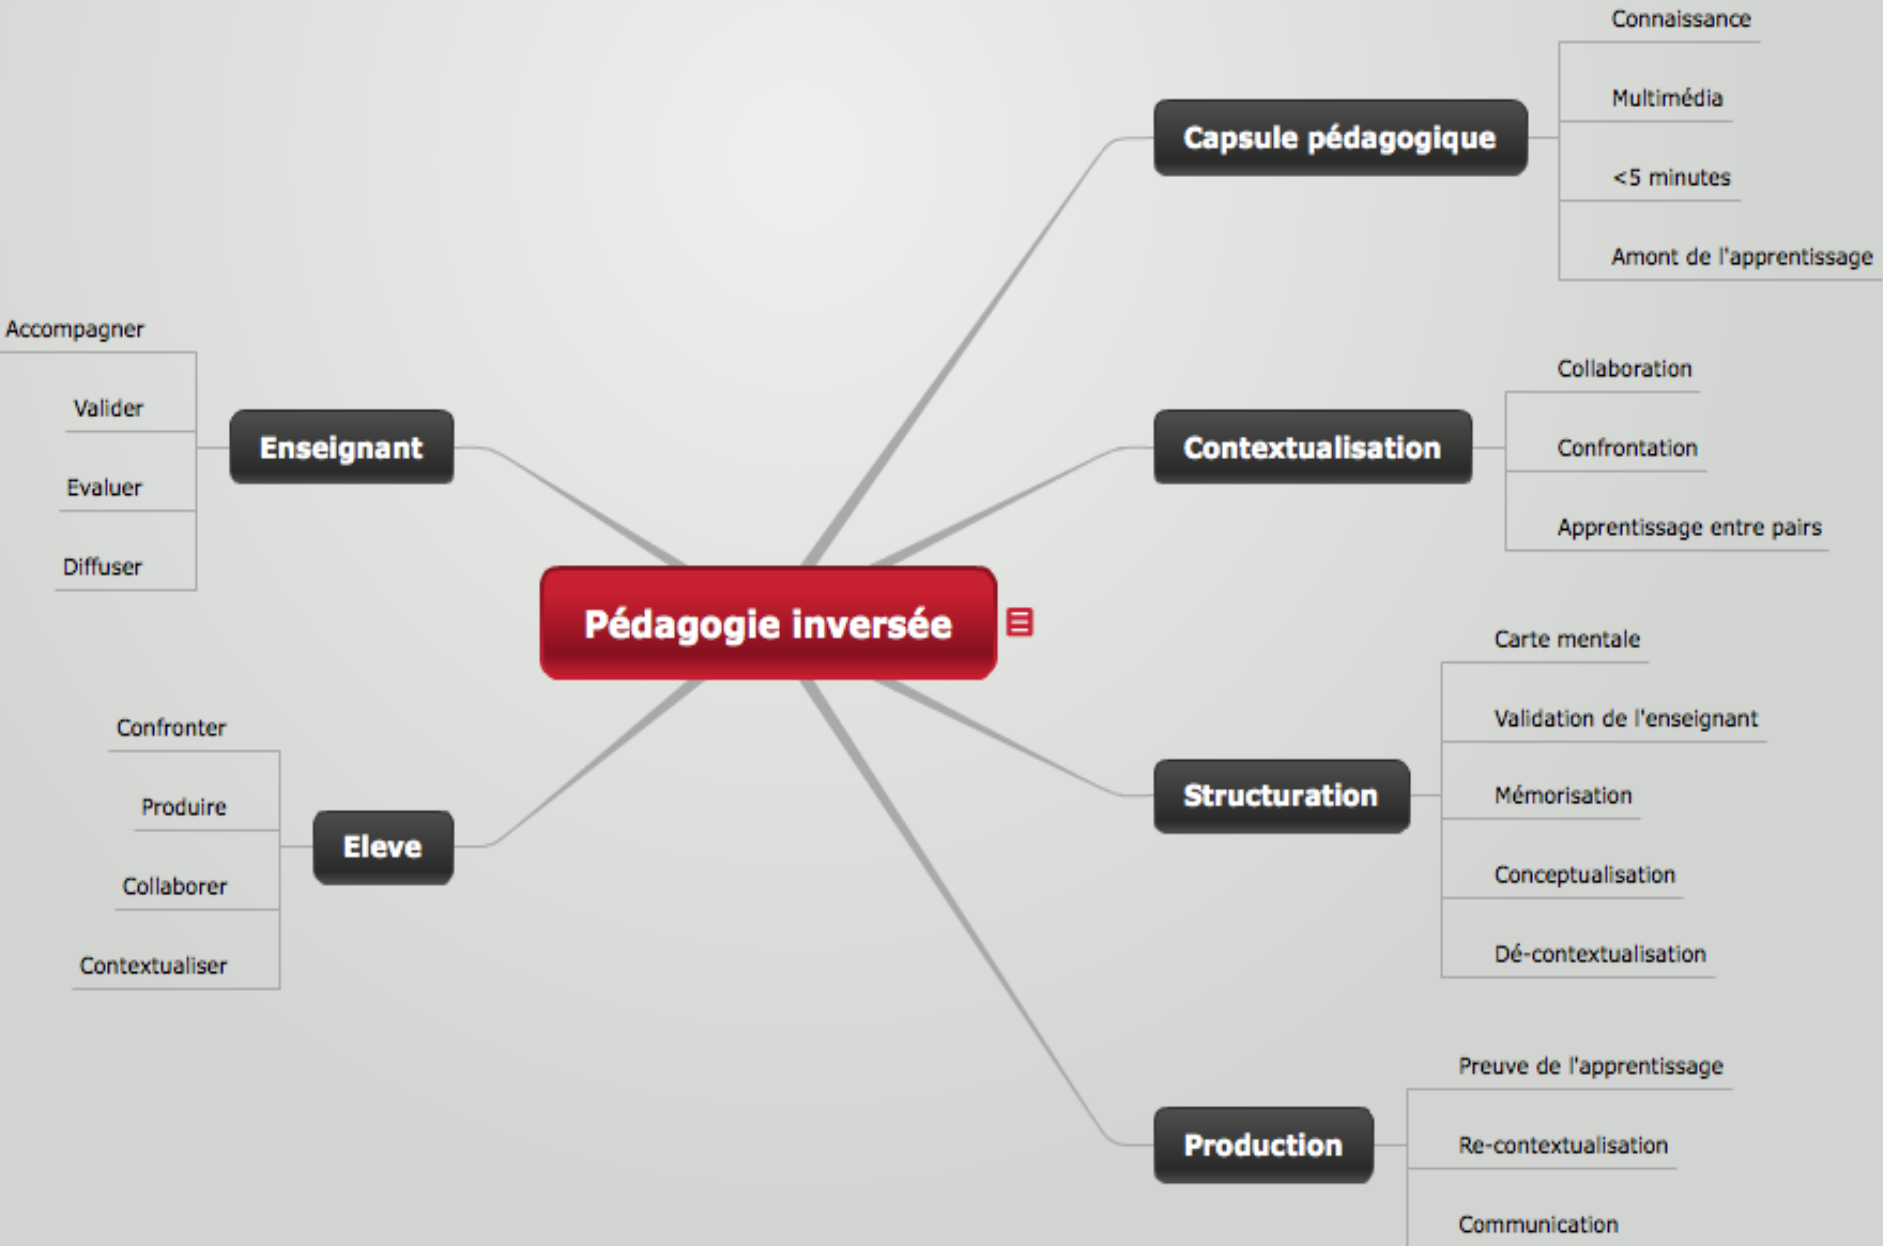 Pédagogie inversée
Capsule pédagogique
Connaissance
Multimédia
<5 minutes
Amont de l'apprentissage
Contextualisation
Collaboration
Confrontation
Apprentissage entre pairs
Structuration
Carte mentale
Validation de l'enseignant
Mémorisation
Conceptualisation
Dé-contextualisation
Production
Preuve de l'apprentissage
Re-contextualisation
Communication
Enseignant
Accompagner
Valider
Evaluer
Diffuser
Eleve
Confronter
Produire
Collaborer
Contextualiser